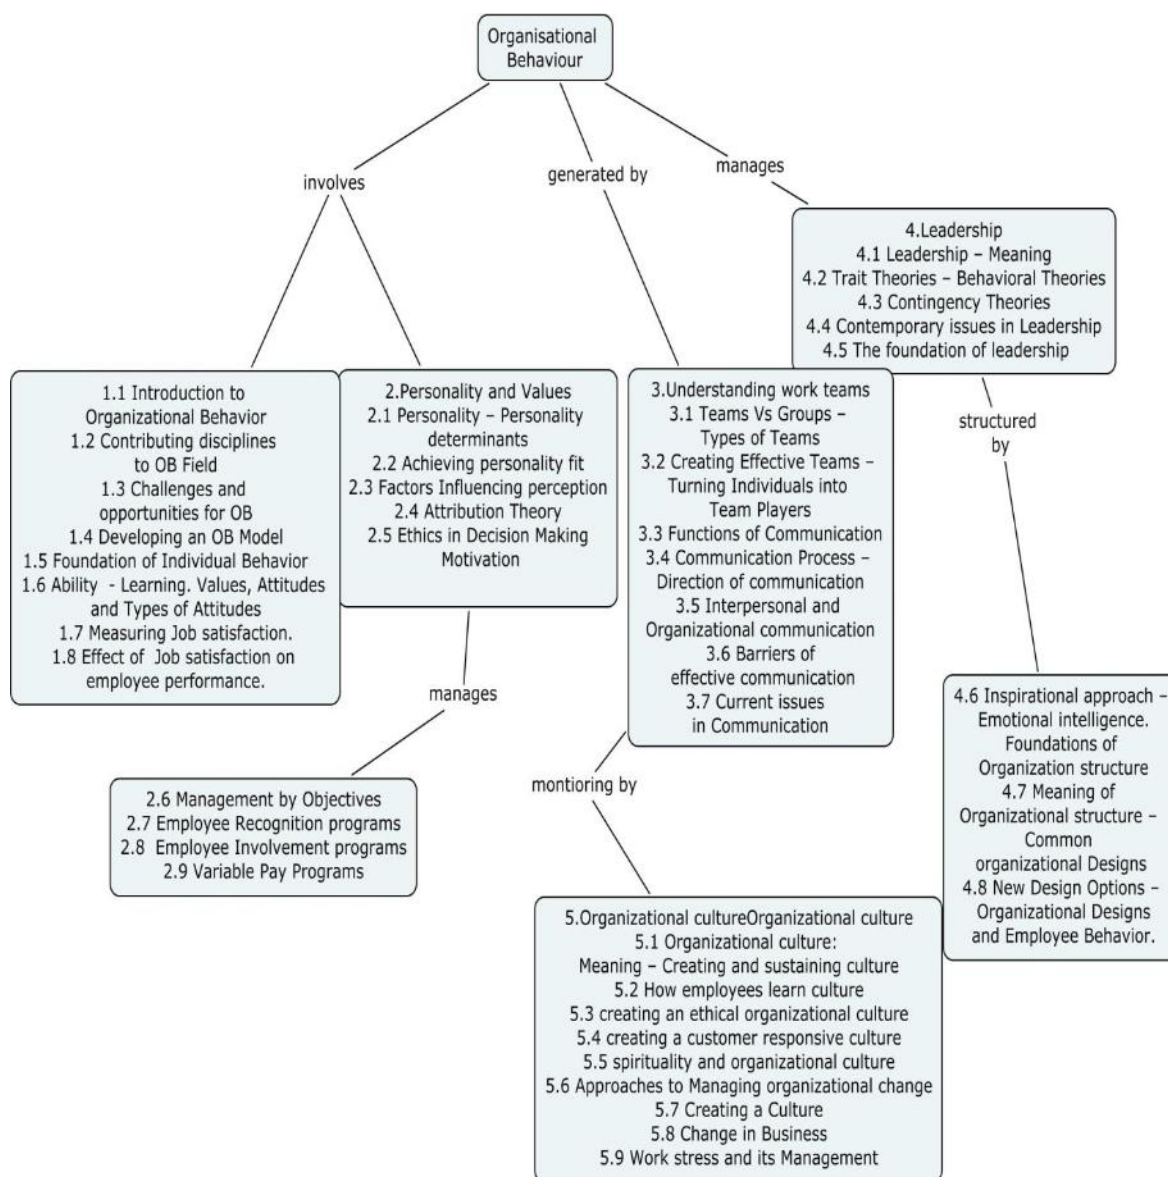 Organisational
Behaviour
involves
generated by
manages
4.Leadership
4.1 Leadership – Meaning
4.2 Trait Theories – Behavioral Theories
4.3 Contingency Theories
4.4 Contemporary issues in Leadership
4.5 The foundation of leadership
1.1 Introduction to
Organizational Behavior
1.2 Contributing disciplines
to OB Field
1.3 Challenges and
opportunities for OB
1.4 Developing an OB Model
1.5 Foundation of Individual Behavior
1.6 Ability - Learning. Values, Attitudes
and Types of Attitudes
1.7 Measuring Job satisfaction.
1.8 Effect of Job satisfaction on
employee performance.
2.Personality and Values
2.1 Personality – Personality
determinants
2.2 Achieving personality fit
2.3 Factors Influencing perception
2.4 Attribution Theory
2.5 Ethics in Decision Making
Motivation
3.Understanding work teams
3.1 Teams Vs Groups –
Types of Teams
3.2 Creating Effective Teams –
Turning Individuals into
Team Players
3.3 Functions of Communication
3.4 Communication Process –
Direction of communication
3.5 Interpersonal and
Organizational communication
3.6 Barriers of
effective communication
3.7 Current issues
in Communication
structured
by
manages
2.6 Management by Objectives
2.7 Employee Recognition programs
2.8 Employee Involvement programs
2.9 Variable Pay Programs
montioring by
4.6 Inspirational approach –
Emotional intelligence.
Foundations of
Organization structure
4.7 Meaning of
Organizational structure –
Common
organizational Designs
4.8 New Design Options –
Organizational Designs
and Employee Behavior.
5.Organizational cultureOrganizational culture
5.1 Organizational culture:
Meaning – Creating and sustaining culture
5.2 How employees learn culture
5.3 creating an ethical organizational culture
5.4 creating a customer responsive culture
5.5 spirituality and organizational culture
5.6 Approaches to Managing organizational change
5.7 Creating a Culture
5.8 Change in Business
5.9 Work stress and its Management